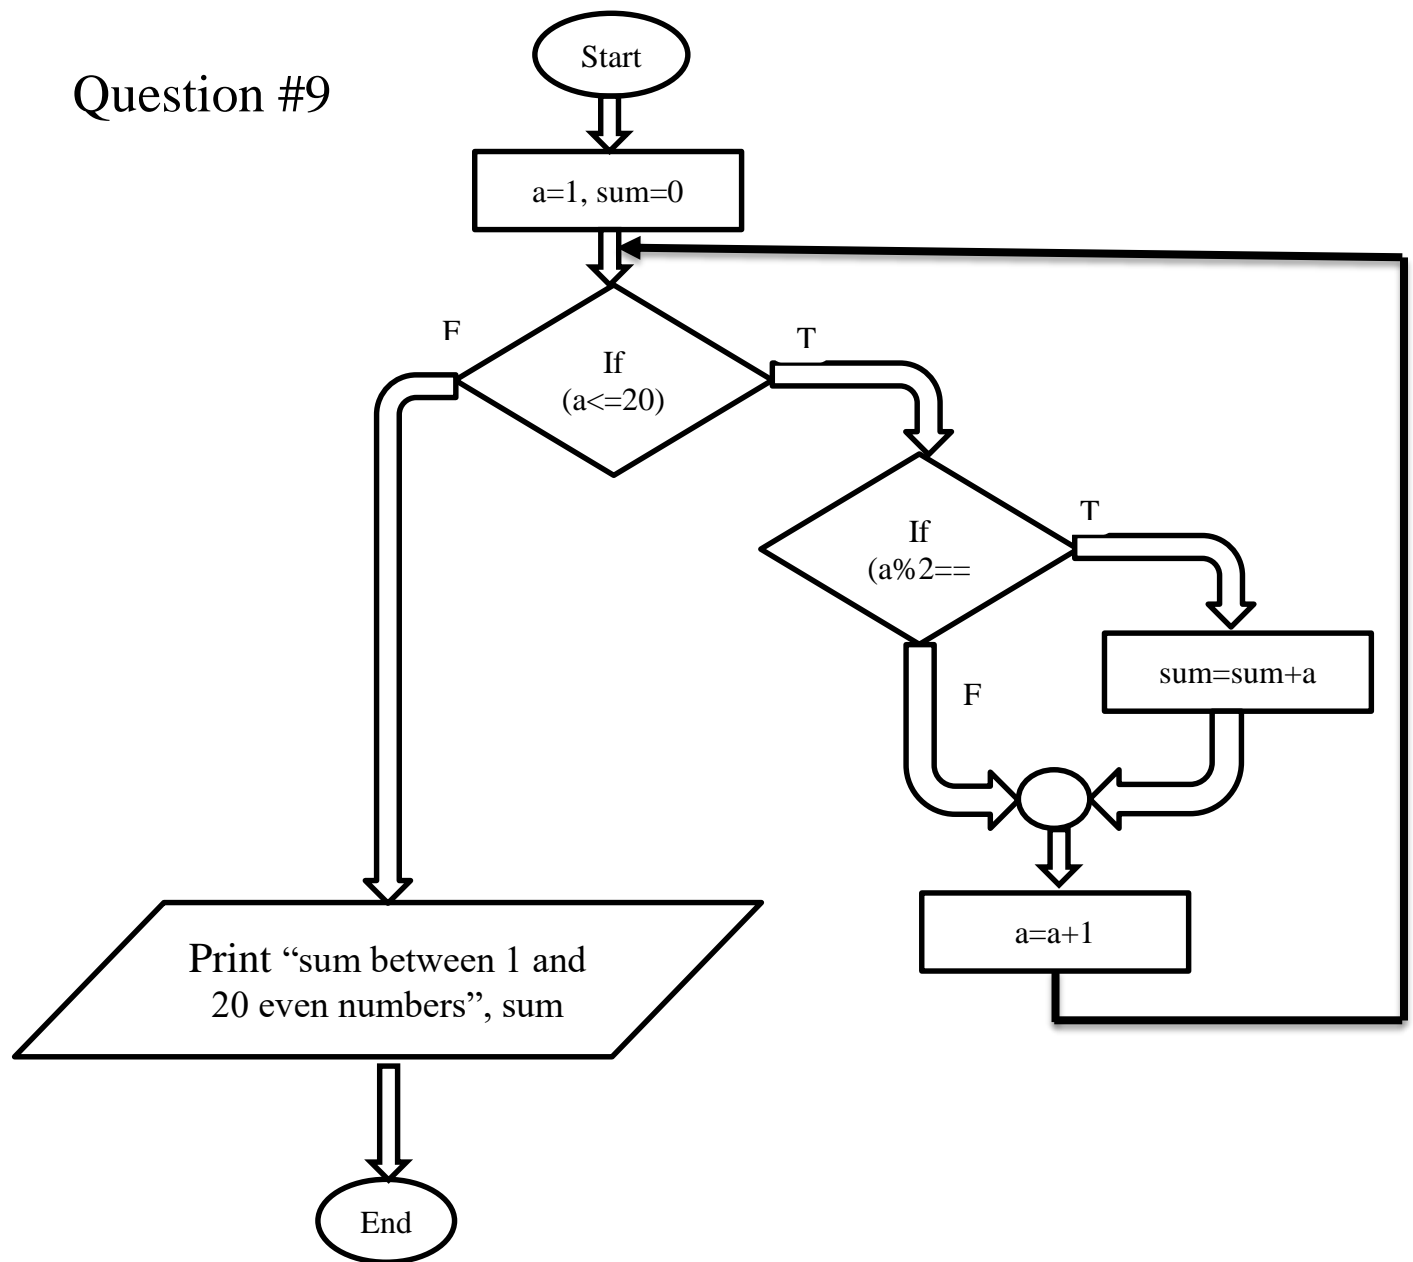 Start
Question #9
a=1, sum=0
F
T
If
(a<=20)
T
If
(a%2==
sum=sum+a
F
a=a+1
Print “sum between 1 and
20 even numbers”, sum
End